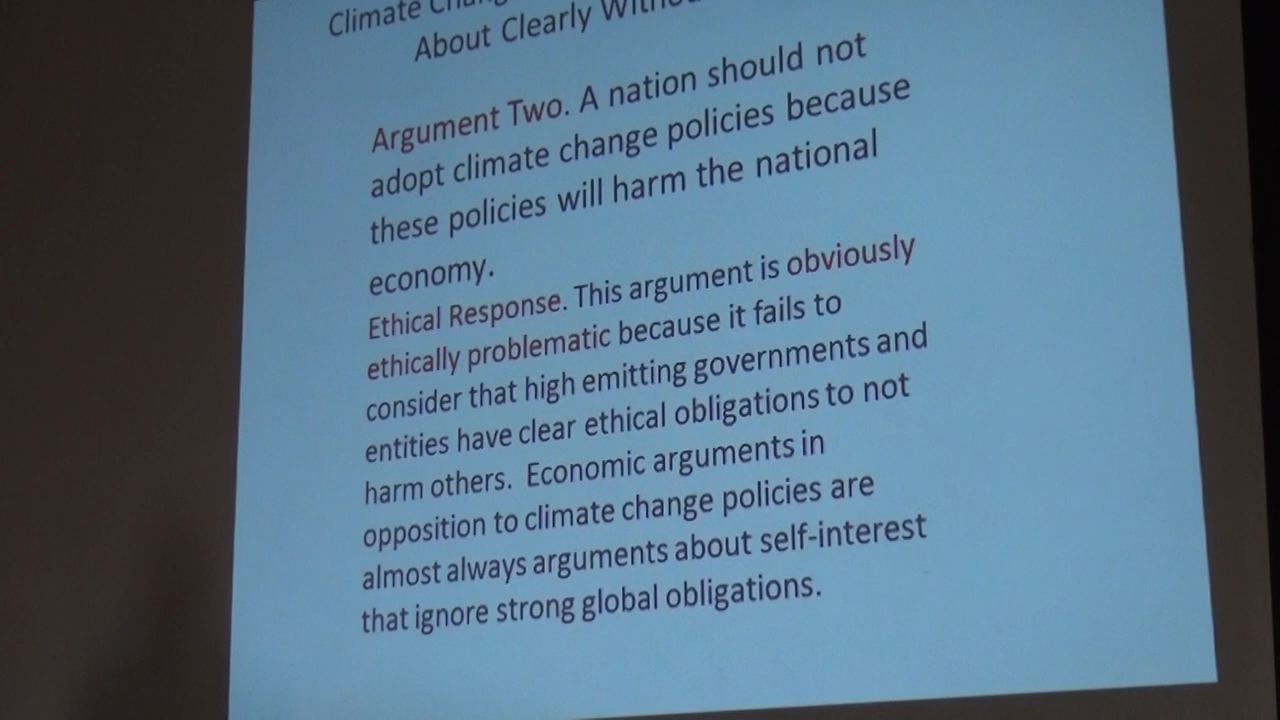 Climate
About Clearly
Argument Two. A nation should not
adopt climate change policies because
these policies will harm the national
economy.
Ethical Response. This argument is obviously
ethically problematic because it fails to
consider that high emitting governments and
entities have clear ethical obligations to not
harm others. Economic arguments in
opposition to climate change policies are
almost always arguments about self-interest
that ignore strong global obligations.